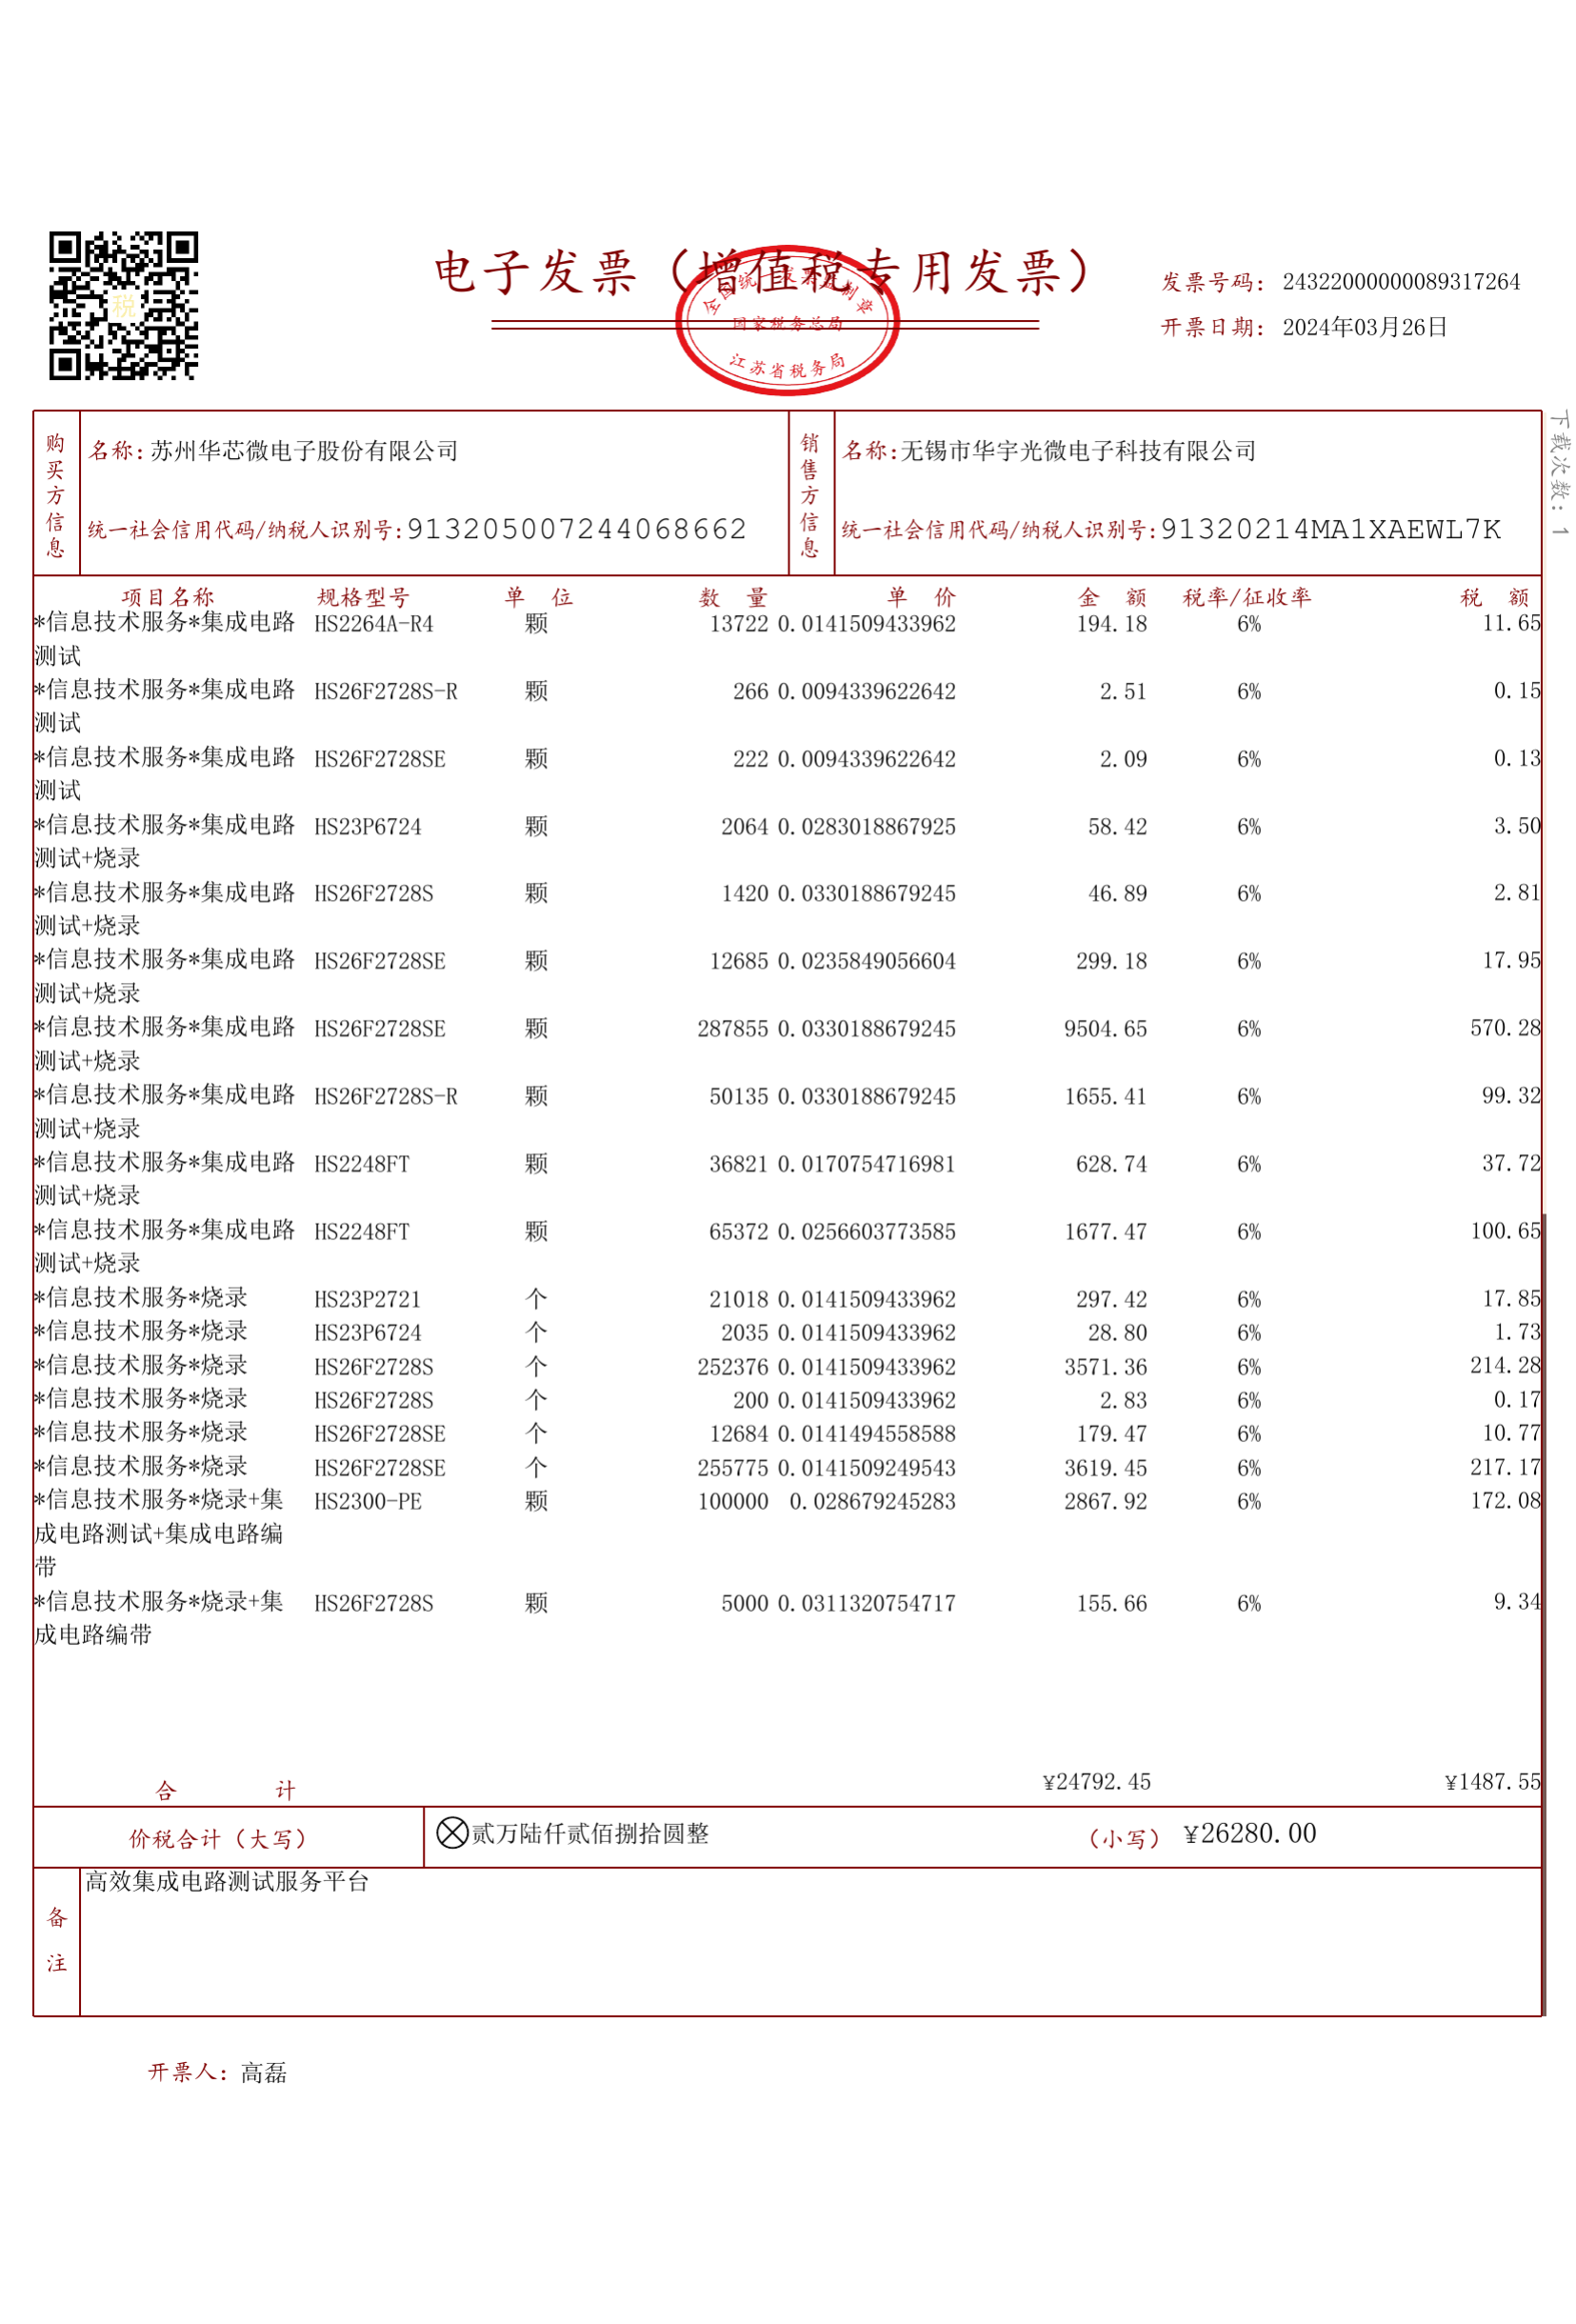 电子发票（增值税专用发票）
全国统一发票监制章
国家税务总局
江苏省税务局
税
发票号码：24322000000089317264
开票日期：2024年03月26日
下载次数：1
购买方信息
名称：苏州华芯微电子股份有限公司
统一社会信用代码/纳税人识别号：913205007244068662
销售方信息
名称：无锡市华宇光微电子科技有限公司
统一社会信用代码/纳税人识别号：91320214MA1XAEWL7K
项目名称 规格型号 单 位 数 量 单 价 金 额 税率/征收率 税 额
*信息技术服务*集成电路 HS2264A-R4 颗 13722 0.0141509433962 194.18 6% 11.65
测试
*信息技术服务*集成电路 HS26F2728S-R 颗 266 0.0094339622642 2.51 6% 0.15
测试
*信息技术服务*集成电路 HS26F2728SE 颗 222 0.0094339622642 2.09 6% 0.13
测试
*信息技术服务*集成电路 HS23P6724 颗 2064 0.0283018867925 58.42 6% 3.50
测试+烧录
*信息技术服务*集成电路 HS26F2728S 颗 1420 0.0330188679245 46.89 6% 2.81
测试+烧录
*信息技术服务*集成电路 HS26F2728SE 颗 12685 0.0235849056604 299.18 6% 17.95
测试+烧录
*信息技术服务*集成电路 HS26F2728SE 颗 287855 0.0330188679245 9504.65 6% 570.28
测试+烧录
*信息技术服务*集成电路 HS26F2728S-R 颗 50135 0.0330188679245 1655.41 6% 99.32
测试+烧录
*信息技术服务*集成电路 HS2248FT 颗 36821 0.0170754716981 628.74 6% 37.72
测试+烧录
*信息技术服务*集成电路 HS2248FT 颗 65372 0.0256603773585 1677.47 6% 100.65
测试+烧录
*信息技术服务*烧录 HS23P2721 个 21018 0.0141509433962 297.42 6% 17.85
*信息技术服务*烧录 HS23P6724 个 2035 0.0141509433962 28.80 6% 1.73
*信息技术服务*烧录 HS26F2728S 个 252376 0.0141509433962 3571.36 6% 214.28
*信息技术服务*烧录 HS26F2728S 个 200 0.0141509433962 2.83 6% 0.17
*信息技术服务*烧录 HS26F2728SE 个 12684 0.0141494558588 179.47 6% 10.77
*信息技术服务*烧录 HS26F2728SE 个 255775 0.0141509249543 3619.45 6% 217.17
*信息技术服务*烧录+集 HS2300-PE 颗 100000 0.028679245283 2867.92 6% 172.08
成电路测试+集成电路编
带
*信息技术服务*烧录+集 HS26F2728S 颗 5000 0.0311320754717 155.66 6% 9.34
成电路编带
合 计 ¥24792.45 ¥1487.55
价税合计（大写） 贰万陆仟贰佰捌拾圆整 （小写） ¥26280.00
备注
高效集成电路测试服务平台
开票人：高磊